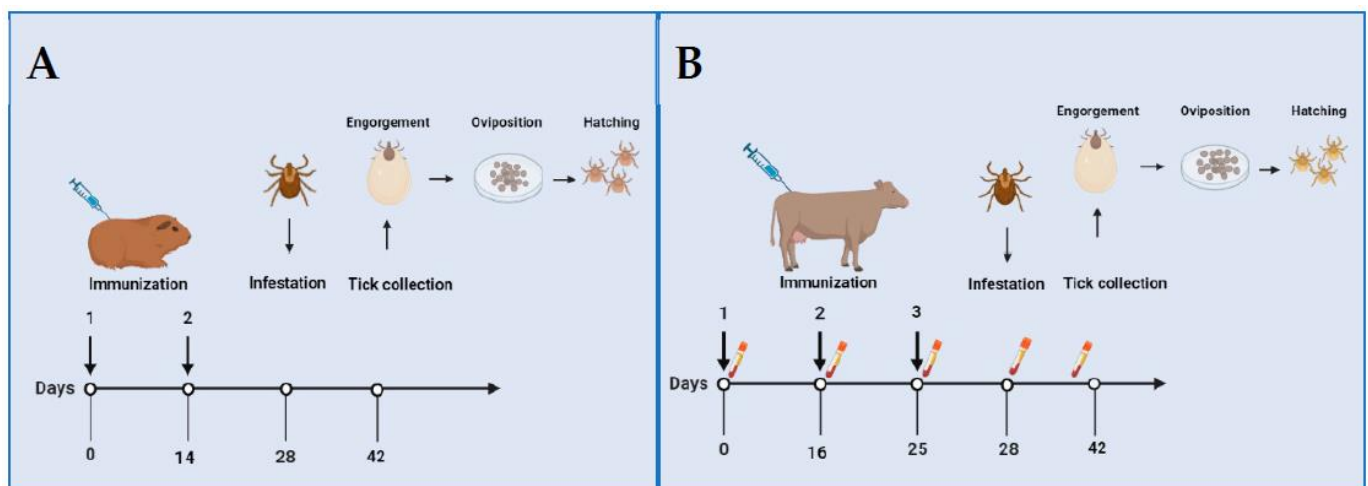 A
Engorgement
Oviposition
Hatching
Immunization
Infestation
Tick collection
1
2
Days
0
14
28
42
B
Engorgement
Oviposition
Hatching
Immunization
Infestation
Tick collection
1
2
3
Days
0
16
25
28
42